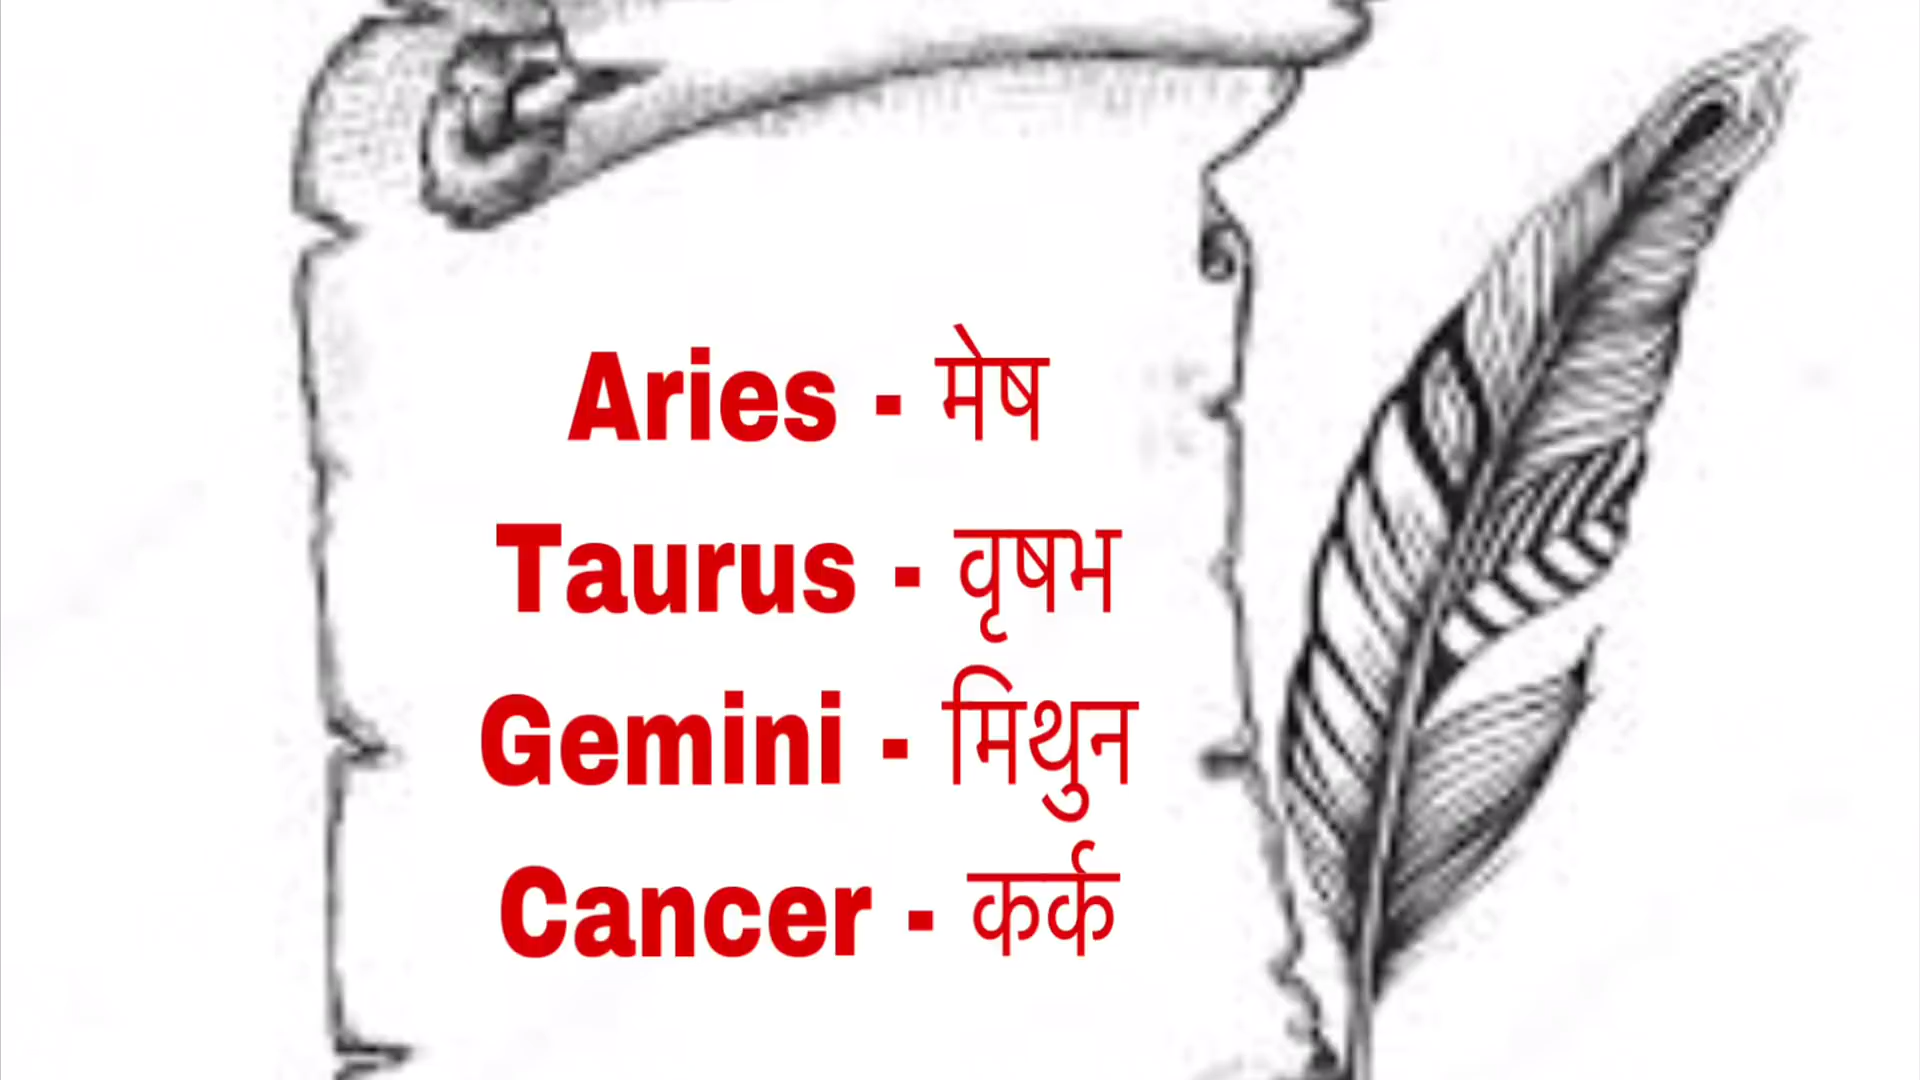 Aries - मेष
Taurus - वृषभ
Gemini - मिथुन
Cancer - कर्क